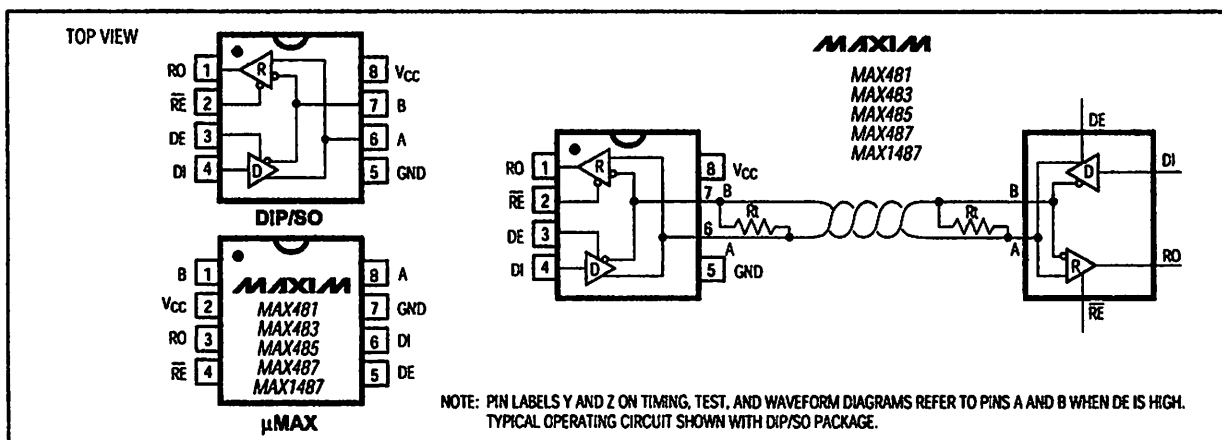 TOP VIEW
RO 1
R̅E̅ 2
DE 3
DI 4
8 VCC
7 B
6 A
5 GND
R
D
DIP/SO
B 1
VCC 2
RO 3
R̅E̅ 4
8 A
7 GND
6 DI
5 DE
MAXIM
MAX481
MAX483
MAX485
MAX487
MAX1487
µMAX
MAXIM
MAX481
MAX483
MAX485
MAX487
MAX1487
RO 1
R̅E̅ 2
DE 3
DI 4
R
D
8 VCC
7 B
6
A
5 GND
Rt
Rt
B
A
DE
DI
D
R
RO
R̅E̅
NOTE: PIN LABELS Y AND Z ON TIMING, TEST, AND WAVEFORM DIAGRAMS REFER TO PINS A AND B WHEN DE IS HIGH.
TYPICAL OPERATING CIRCUIT SHOWN WITH DIP/SO PACKAGE.